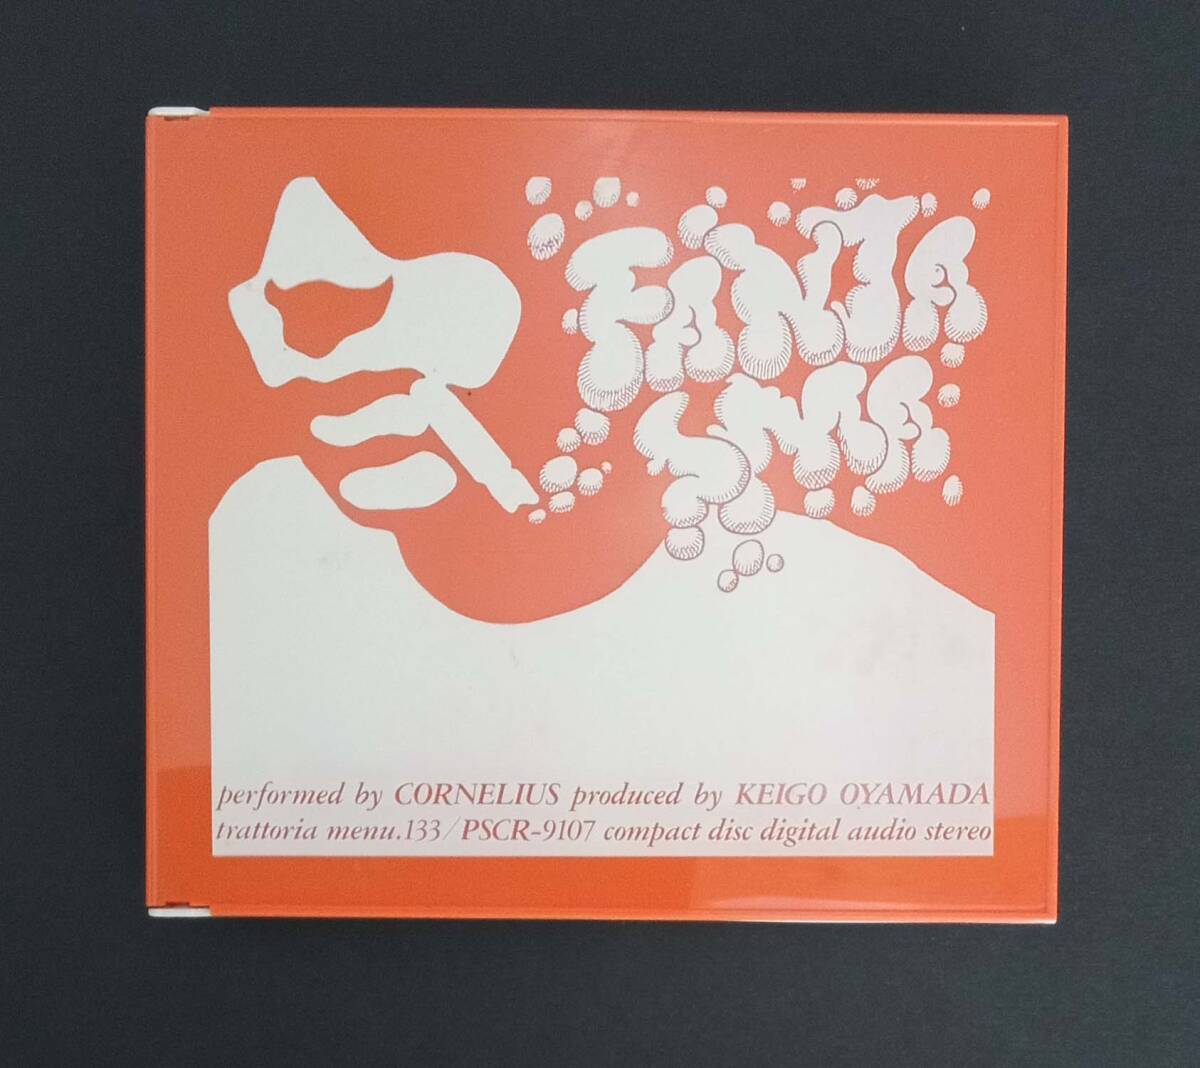 FANTA
SMA
performed by CORNELIUS produced by KEIGO OYAMADA
trattoria menu.133/PSCR-9107 compact disc digital audio stereo